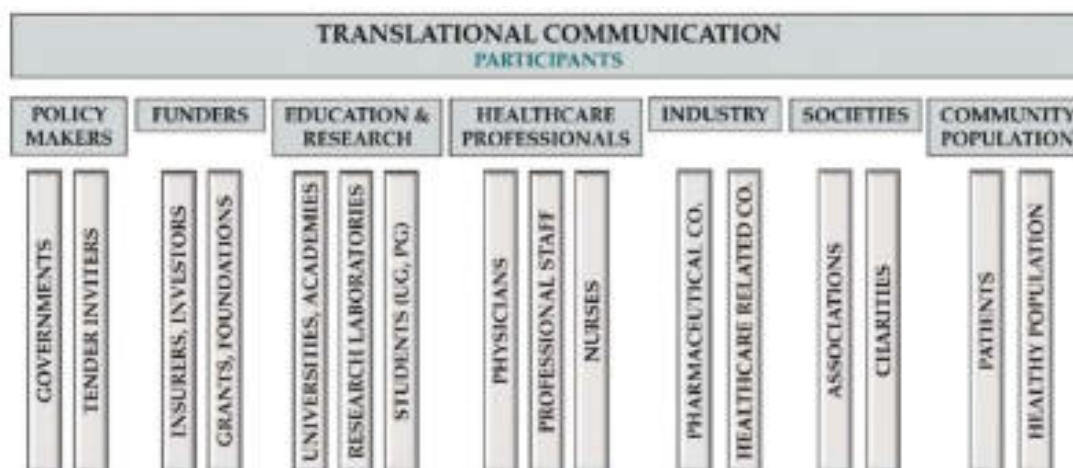 TRANSLATIONAL COMMUNICATION
PARTICIPANTS
POLICY
MAKERS
GOVERNMENTS
TENDER INVITERS
FUNDERS
INSURERS, INVESTORS
GRANTS, FOUNDATIONS
EDUCATION &
RESEARCH
UNIVERSITIES, ACADEMIES
RESEARCH LABORATORIES
STUDENTS (UG, PG)
HEALTHCARE
PROFESSIONALS
PHYSICIANS
PROFESSIONAL STAFF
NURSES
INDUSTRY
PHARMACEUTICAL CO.
HEALTHCARE RELATED CO.
SOCIETIES
ASSOCIATIONS
CHARITIES
COMMUNITY
POPULATION
PATIENTS
HEALTHY POPULATION